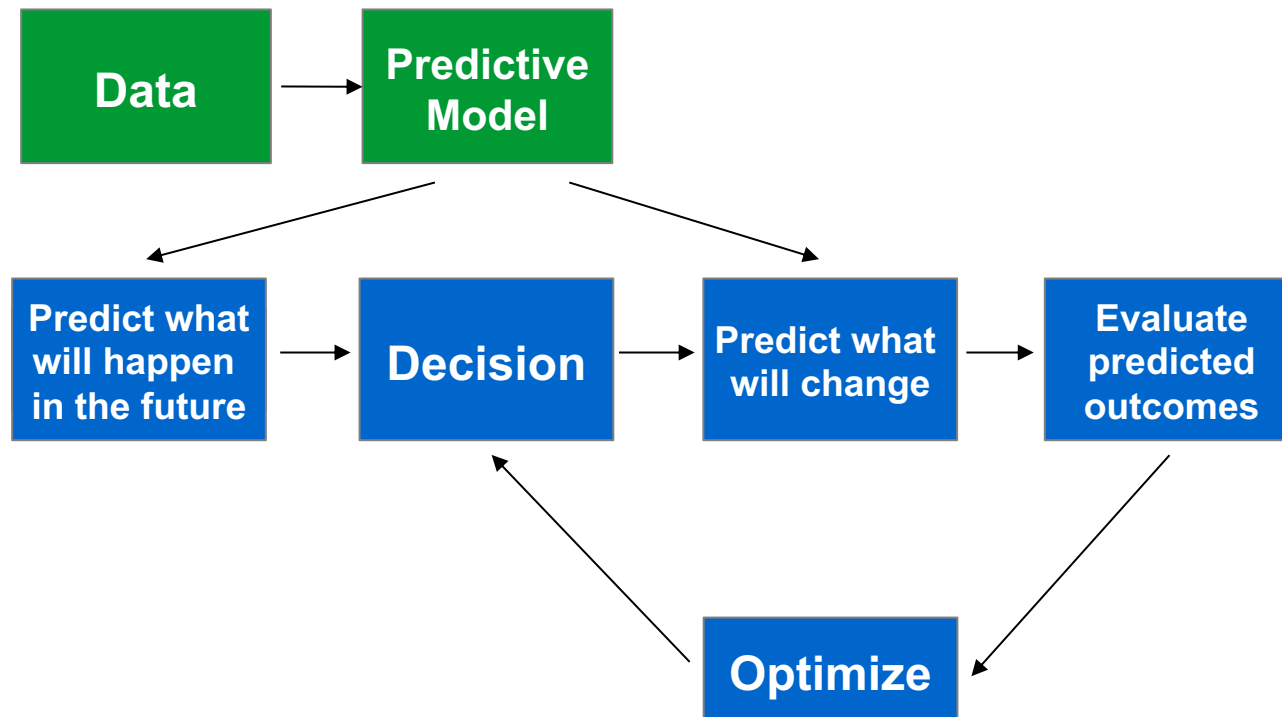 Data
Predictive
Model
Predict what
will happen
in the future
Decision
Predict what
will change
Evaluate
predicted
outcomes
Optimize